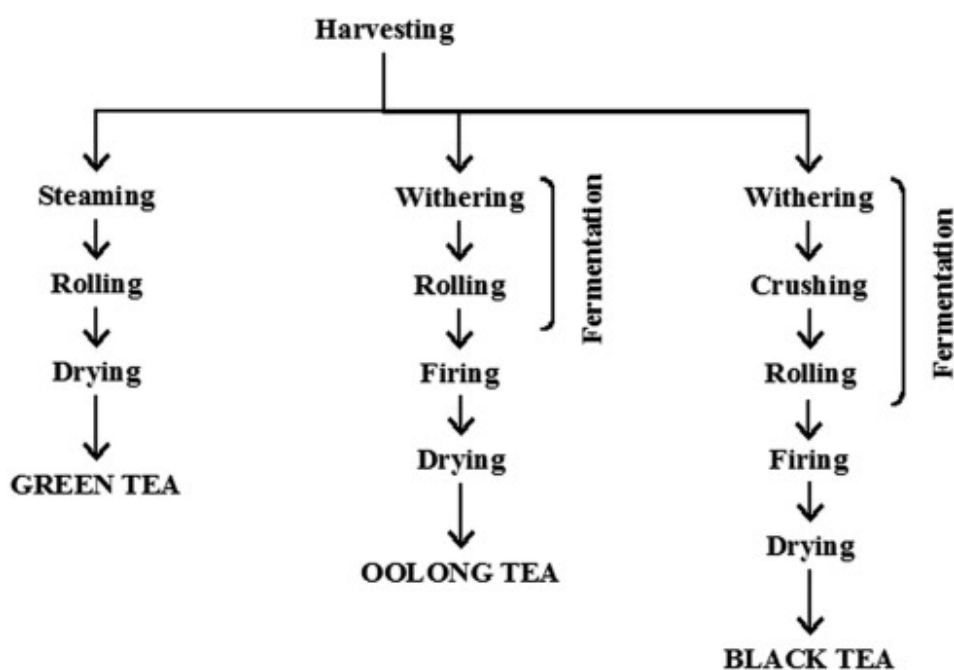 Harvesting
Steaming
Rolling
Drying
GREEN TEA
Withering
Rolling
Fermentation
Firing
Drying
OOLONG TEA
Withering
Crushing
Rolling
Fermentation
Firing
Drying
BLACK TEA